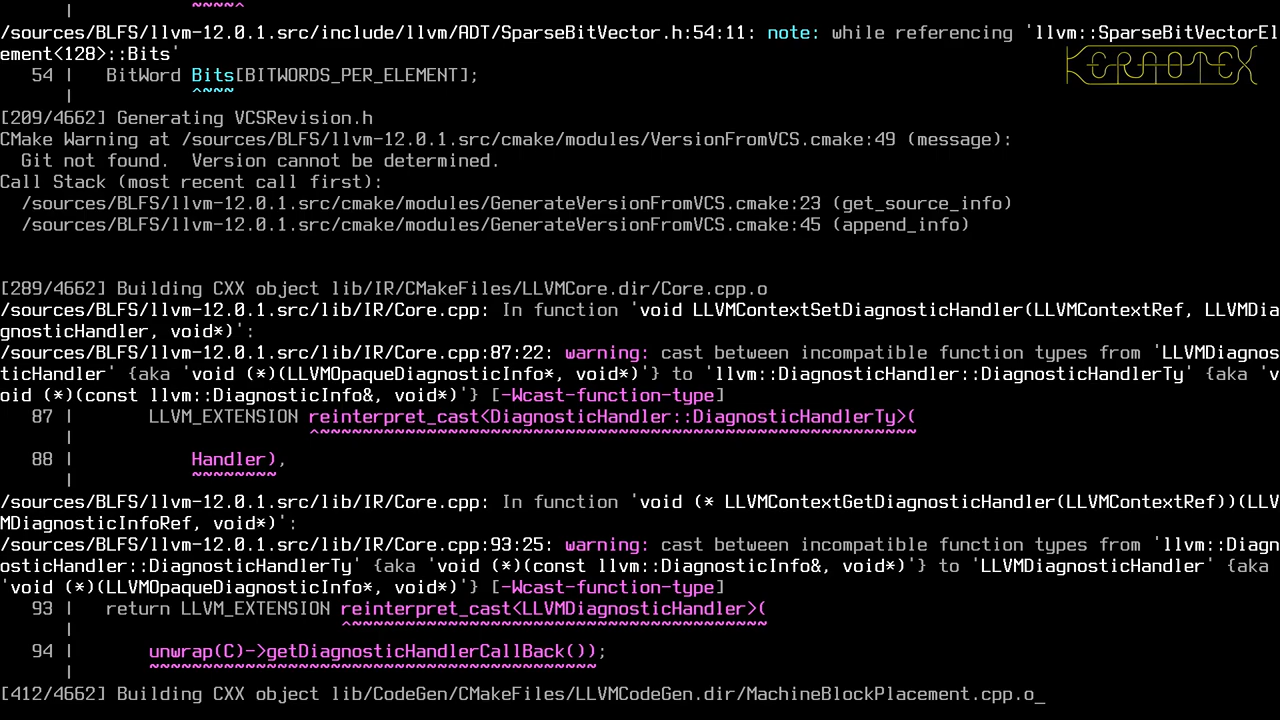 |       ~~~~^
/sources/BLFS/llvm-12.0.1.src/include/llvm/ADT/SparseBitVector.h:54:11: note: while referencing 'llvm::SparseBitVectorEl
ement<128>::Bits'
KERNOTEX
   54 |   BitWord Bits[BITWORDS_PER_ELEMENT];
      |           ^~~~
[209/4662] Generating VCSRevision.h
CMake Warning at /sources/BLFS/llvm-12.0.1.src/cmake/modules/VersionFromVCS.cmake:49 (message):
  Git not found.  Version cannot be determined.
Call Stack (most recent call first):
  /sources/BLFS/llvm-12.0.1.src/cmake/modules/GenerateVersionFromVCS.cmake:23 (get_source_info)
  /sources/BLFS/llvm-12.0.1.src/cmake/modules/GenerateVersionFromVCS.cmake:45 (append_info)
[289/4662] Building CXX object lib/IR/CMakeFiles/LLVMCore.dir/Core.cpp.o
/sources/BLFS/llvm-12.0.1.src/lib/IR/Core.cpp: In function 'void LLVMContextSetDiagnosticHandler(LLVMContextRef, LLVMDia
gnosticHandler, void*)':
/sources/BLFS/llvm-12.0.1.src/lib/IR/Core.cpp:87:22: warning: cast between incompatible function types from 'LLVMDiagnos
ticHandler' {aka 'void (*)(LLVMOpaqueDiagnosticInfo*, void*)'} to 'llvm::DiagnosticHandler::DiagnosticHandlerTy' {aka 'v
oid (*)(const llvm::DiagnosticInfo&, void*)'} [-Wcast-function-type]
   87 |       LLVM_EXTENSION reinterpret_cast<DiagnosticHandler::DiagnosticHandlerTy>(
      |                      ^~~~~~~~~~~~~~~~~~~~~~~~~~~~~~~~~~~~~~~~~~~~~~~~~~~~~~~~~
   88 |           Handler),
      |           ~~~~~~~~
/sources/BLFS/llvm-12.0.1.src/lib/IR/Core.cpp: In function 'void (* LLVMContextGetDiagnosticHandler(LLVMContextRef))(LLV
MDiagnosticInfoRef, void*)':
/sources/BLFS/llvm-12.0.1.src/lib/IR/Core.cpp:93:25: warning: cast between incompatible function types from 'llvm::Diagn
osticHandler::DiagnosticHandlerTy' {aka 'void (*)(const llvm::DiagnosticInfo&, void*)'} to 'LLVMDiagnosticHandler' {aka
'void (*)(LLVMOpaqueDiagnosticInfo*, void*)'} [-Wcast-function-type]
   93 |   return LLVM_EXTENSION reinterpret_cast<LLVMDiagnosticHandler>(
      |                         ^~~~~~~~~~~~~~~~~~~~~~~~~~~~~~~~~~~~~~~~
   94 |       unwrap(C)->getDiagnosticHandlerCallBack());
      |       ~~~~~~~~~~~~~~~~~~~~~~~~~~~~~~~~~~~~~~~~~~
[412/4662] Building CXX object lib/CodeGen/CMakeFiles/LLVMCodeGen.dir/MachineBlockPlacement.cpp.o_